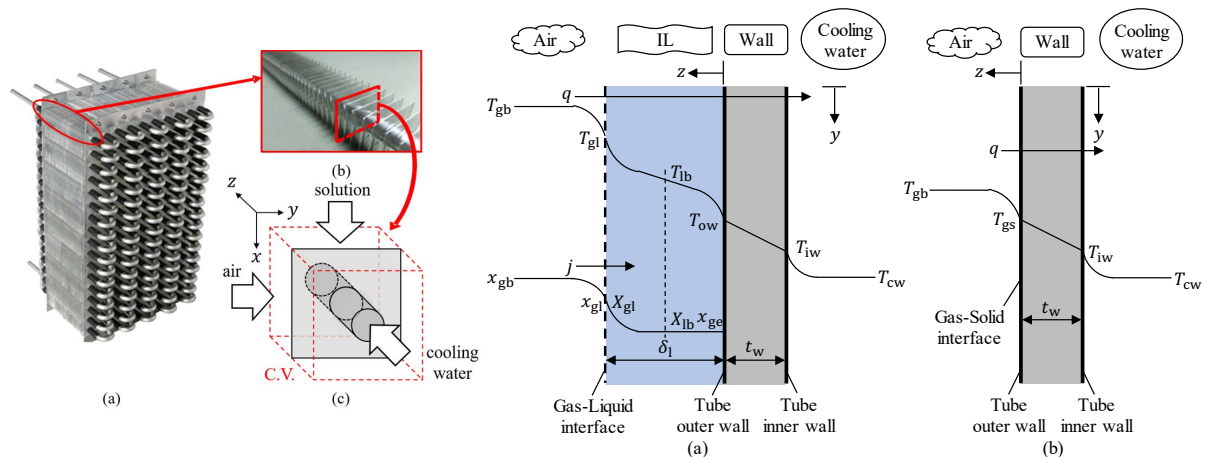 (a)
(b)
solution
z
y
x
air
C.V.
cooling
water
(c)
Air
IL
Wall
Cooling
water
z
q
y
T_gb
T_gl
T_lb
T_ow
T_iw
T_cw
j
x_gb
x_gl
X_gl
X_lb x_ge
δ_l
t_w
Gas-Liquid
interface
Tube
outer wall
Tube
inner wall
(a)
Air
Wall
Cooling
water
z
y
q
T_gb
T_gs
T_iw
T_cw
t_w
Gas-Solid
interface
Tube
outer wall
Tube
inner wall
(b)